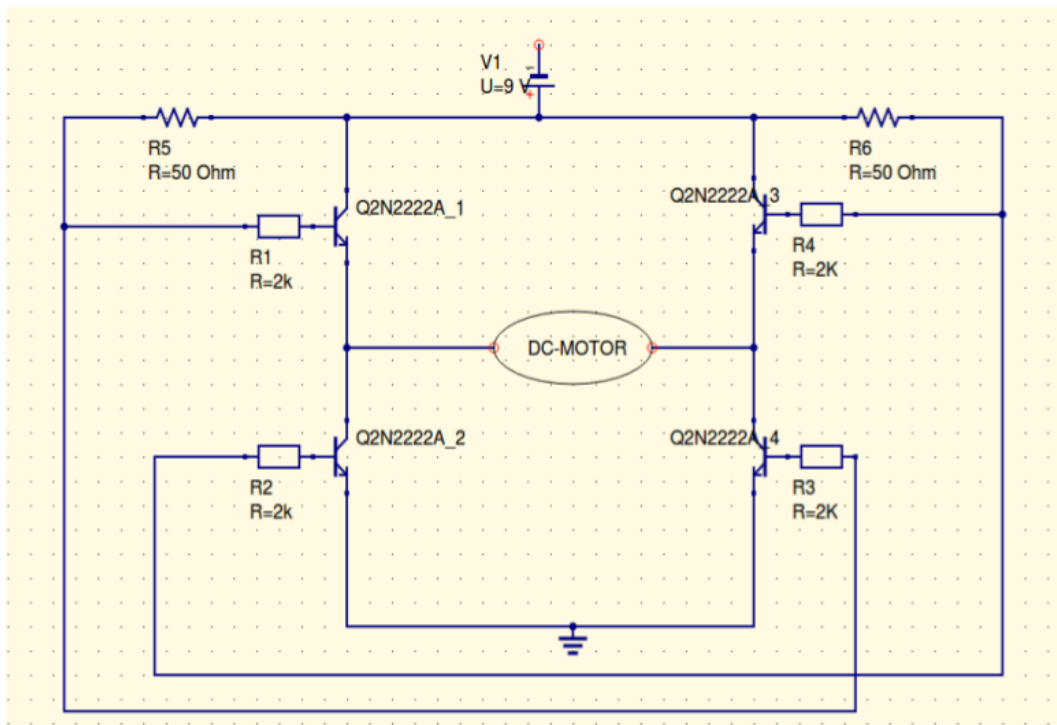 V1
1
U=9 V
+
R5
R=50 Ohm
R6
R=50 Ohm
Q2N2222A_1
Q2N2222A_3
R1
R=2k
R4
R=2K
DC-MOTOR
Q2N2222A_2
Q2N2222A_4
R2
R=2k
R3
R=2K